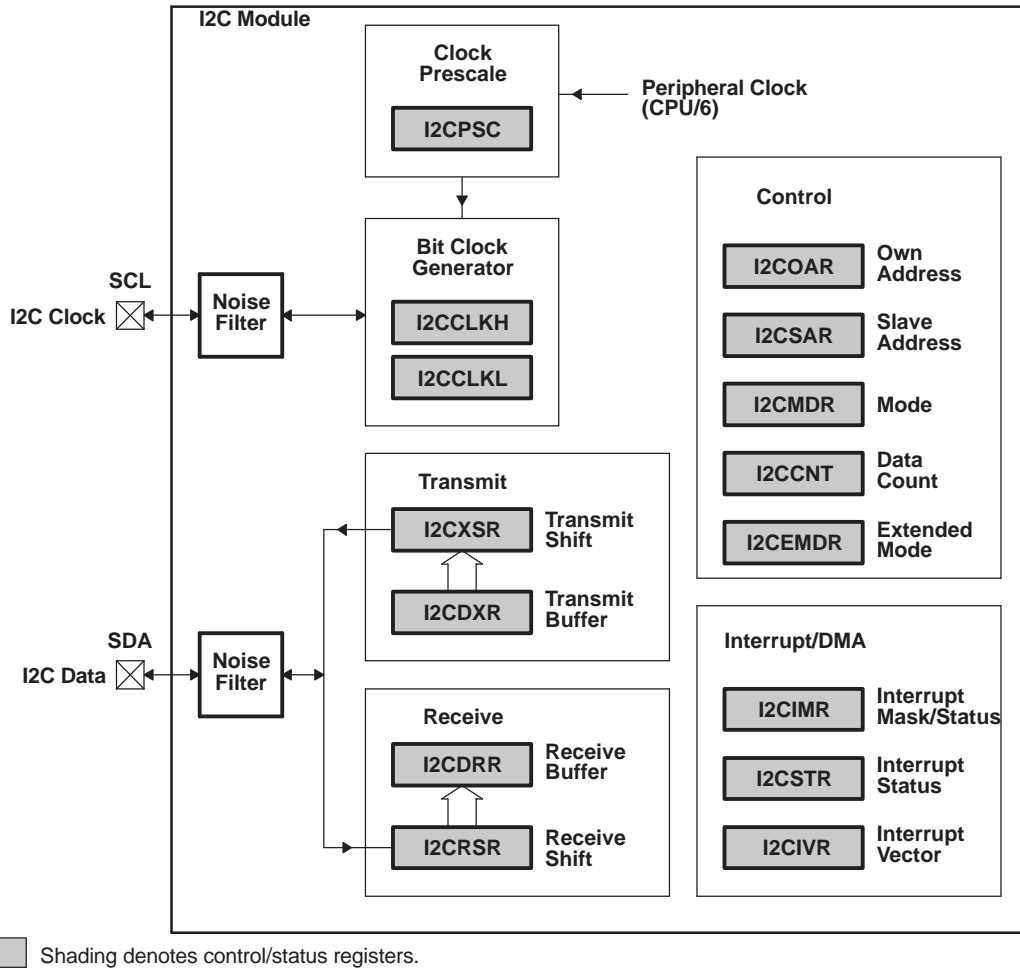 I2C Module
Clock
Prescale
I2CPSC
Peripheral Clock
(CPU/6)
Bit Clock
Generator
I2CCLKH
I2CCLKL
SCL
I2C Clock
Noise
Filter
Control
I2COAR
Own
Address
I2CSAR
Slave
Address
I2CMDR
Mode
I2CCNT
Data
Count
I2CEMDR
Extended
Mode
Transmit
I2CXSR
Transmit
Shift
I2CDXR
Transmit
Buffer
SDA
I2C Data
Noise
Filter
Receive
I2CDRR
Receive
Buffer
I2CRSR
Receive
Shift
Interrupt/DMA
I2CIMR
Interrupt
Mask/Status
I2CSTR
Interrupt
Status
I2CIVR
Interrupt
Vector
Shading denotes control/status registers.